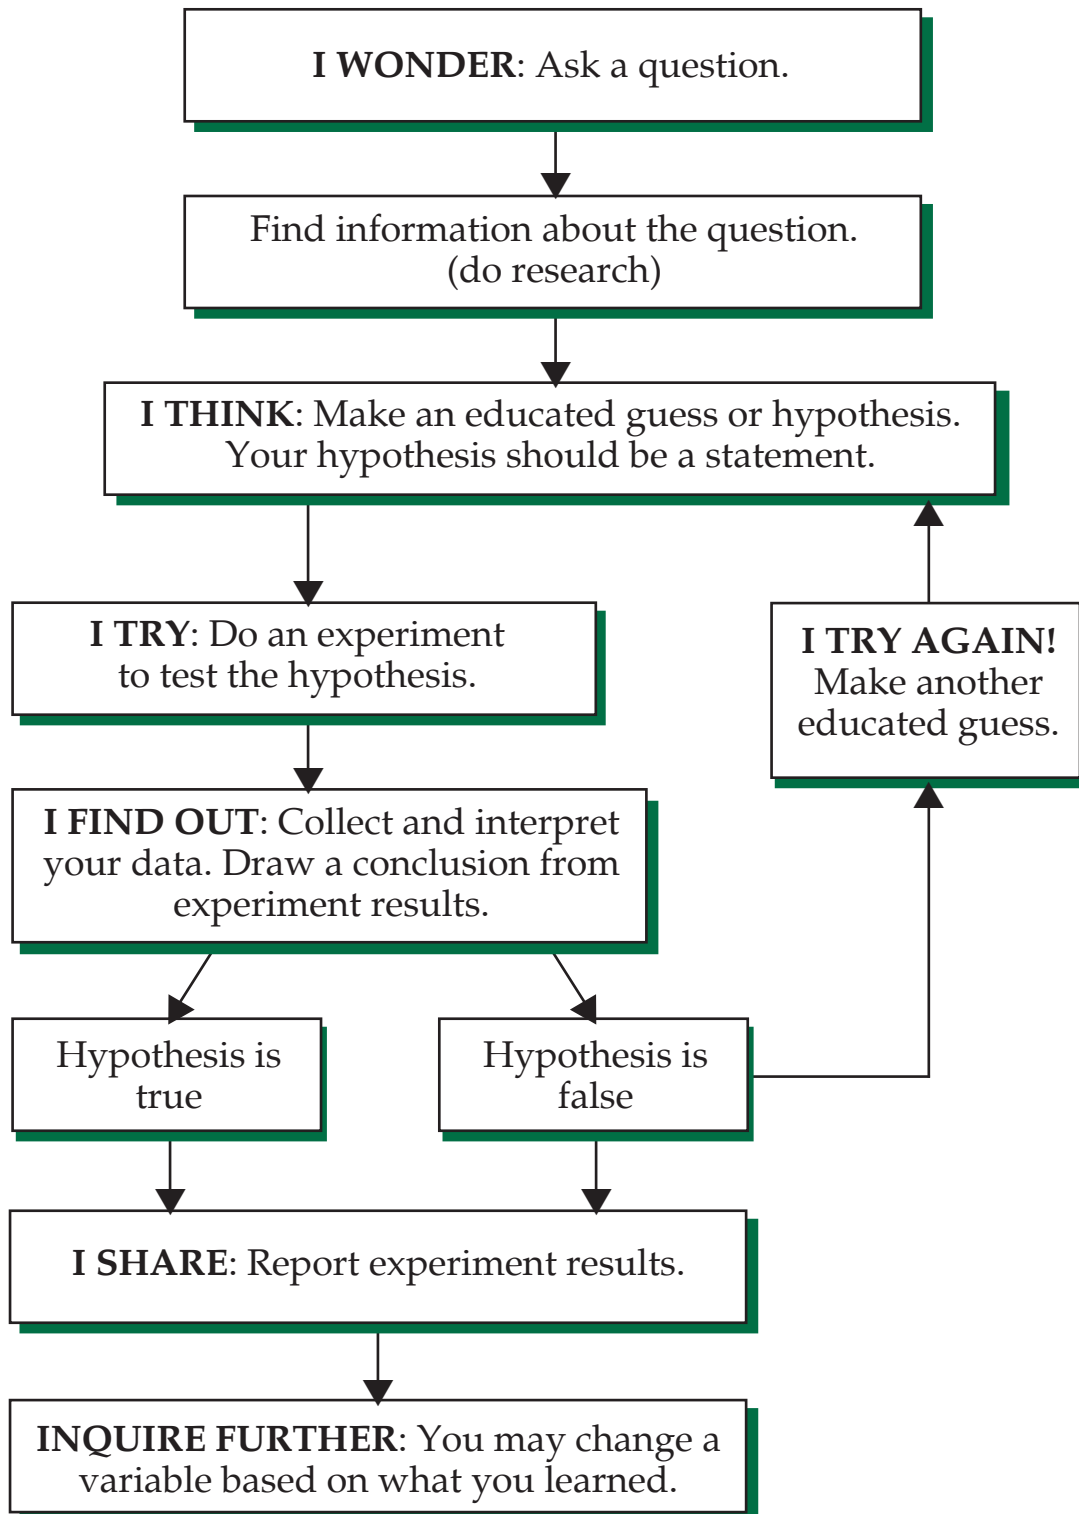 I WONDER: Ask a question.
Find information about the question.
(do research)
I THINK: Make an educated guess or hypothesis.
Your hypothesis should be a statement.
I TRY: Do an experiment
to test the hypothesis.
I TRY AGAIN!
Make another
educated guess.
I FIND OUT: Collect and interpret
your data. Draw a conclusion from
experiment results.
Hypothesis is
true
Hypothesis is
false
I SHARE: Report experiment results.
INQUIRE FURTHER: You may change a
variable based on what you learned.